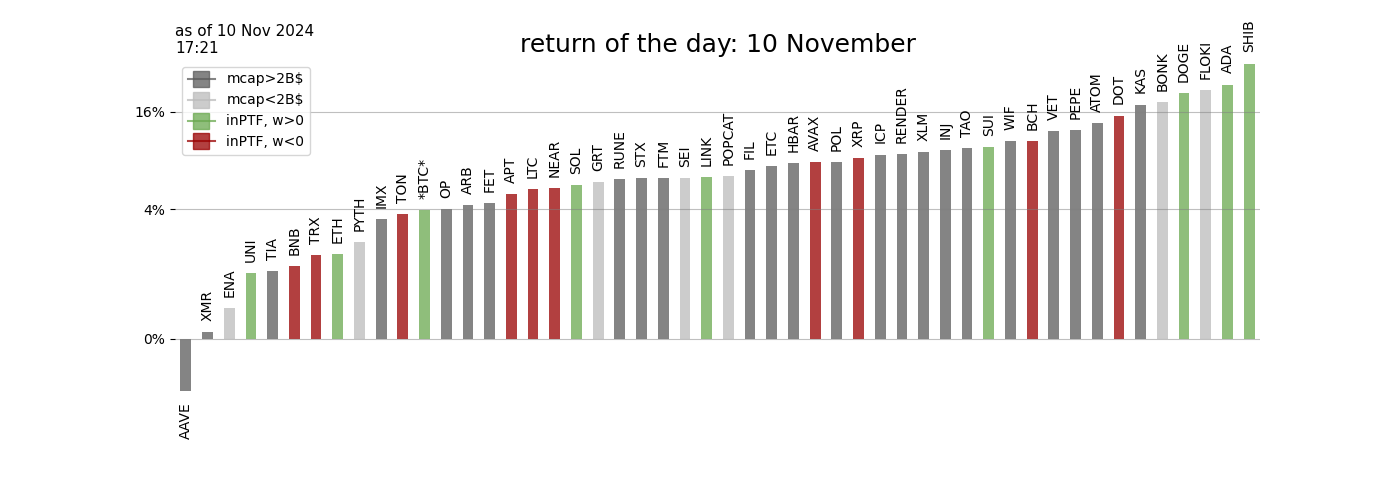 as of 10 Nov 2024
17:21
return of the day: 10 November
mcap>2B$
mcap<2B$
inPTF, w>0
inPTF, w<0
16%
4%
0%
AAVE
XMR
ENA
UNI
TIA
BNB
TRX
ETH
PYTH
IMX
TON
*BTC*
OP
ARB
FET
APT
LTC
NEAR
SOL
GRT
RUNE
STX
FTM
SEI
LINK
POPCAT
FIL
ETC
HBAR
AVAX
POL
XRP
ICP
RENDER
XLM
INJ
TAO
SUI
WIF
BCH
VET
PEPE
ATOM
DOT
KAS
BONK
DOGE
FLOKI
ADA
SHIB